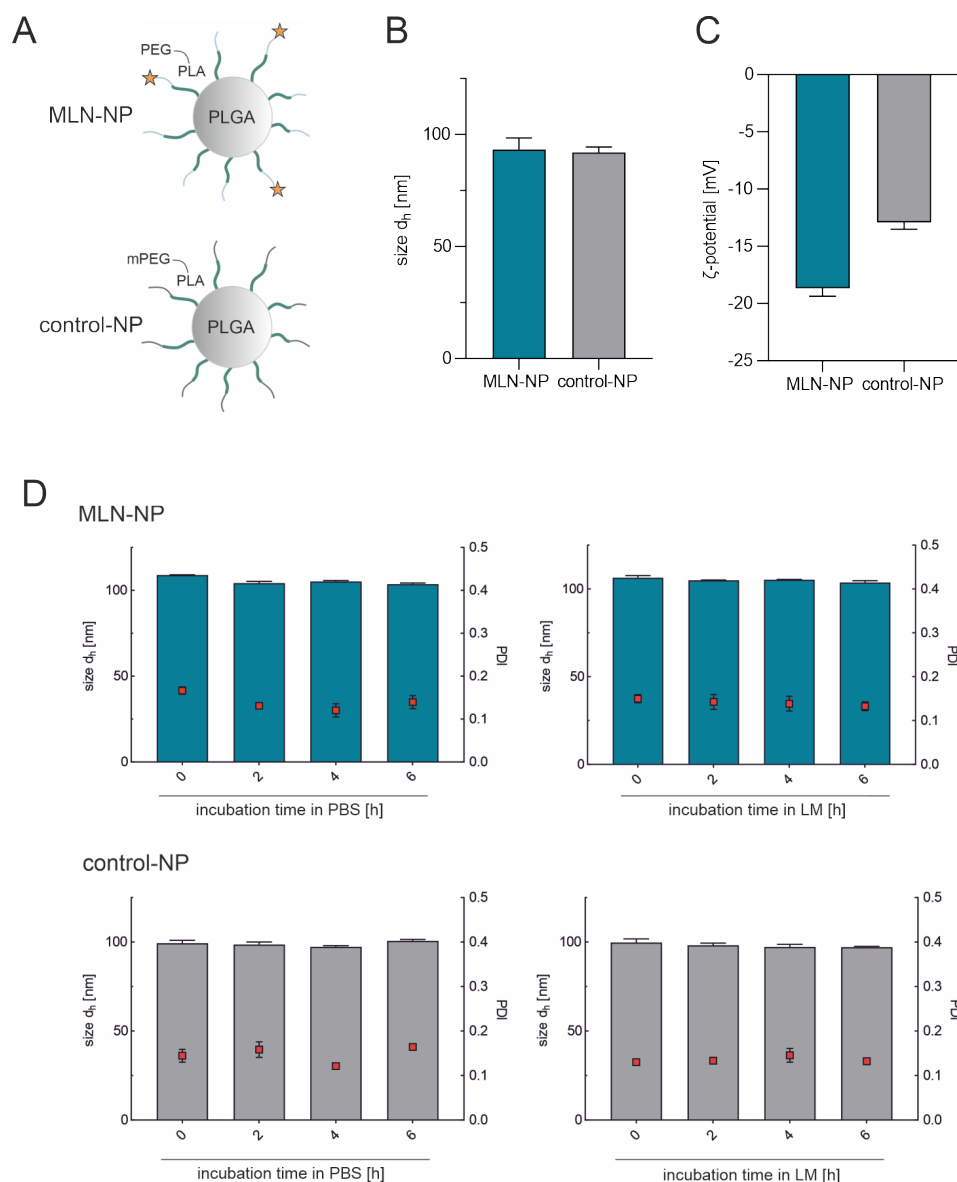 A
PEG
PLA
MLN-NP
PLGA
mPEG
PLA
control-NP
PLGA
B
size dh [nm]
100
50
0
MLN-NP control-NP
C
ζ-potential [mV]
0
-5
-10
-15
-20
-25
MLN-NP control-NP
D
MLN-NP
size dh [nm]
100
50
0
0.5
0.4
0.3
0.2
0.1
0.0
PDI
0 2 4 6
incubation time in PBS [h]
size dh [nm]
100
50
0
0.5
0.4
0.3
0.2
0.1
0.0
PDI
0 2 4 6
incubation time in LM [h]
control-NP
size dh [nm]
100
50
0
0.5
0.4
0.3
0.2
0.1
0.0
PDI
0 2 4 6
incubation time in PBS [h]
size dh [nm]
100
50
0
0.5
0.4
0.3
0.2
0.1
0.0
PDI
0 2 4 6
incubation time in LM [h]